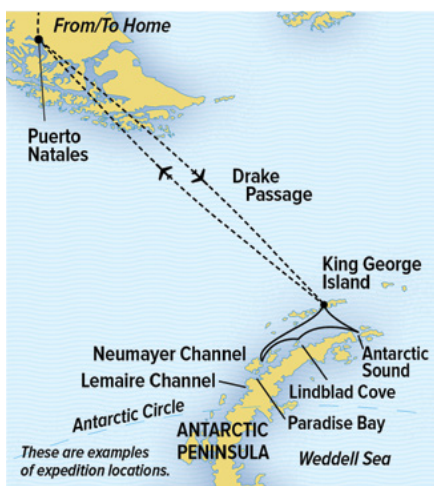 From/To Home
Puerto
Natales
Drake
Passage
King George
Island
Neumayer Channel
Antarctic
Sound
Lemaire Channel
Lindblad Cove
Antarctic Circle
Paradise Bay
ANTARCTIC
PENINSULA
These are examples
of expedition locations.
Weddell Sea